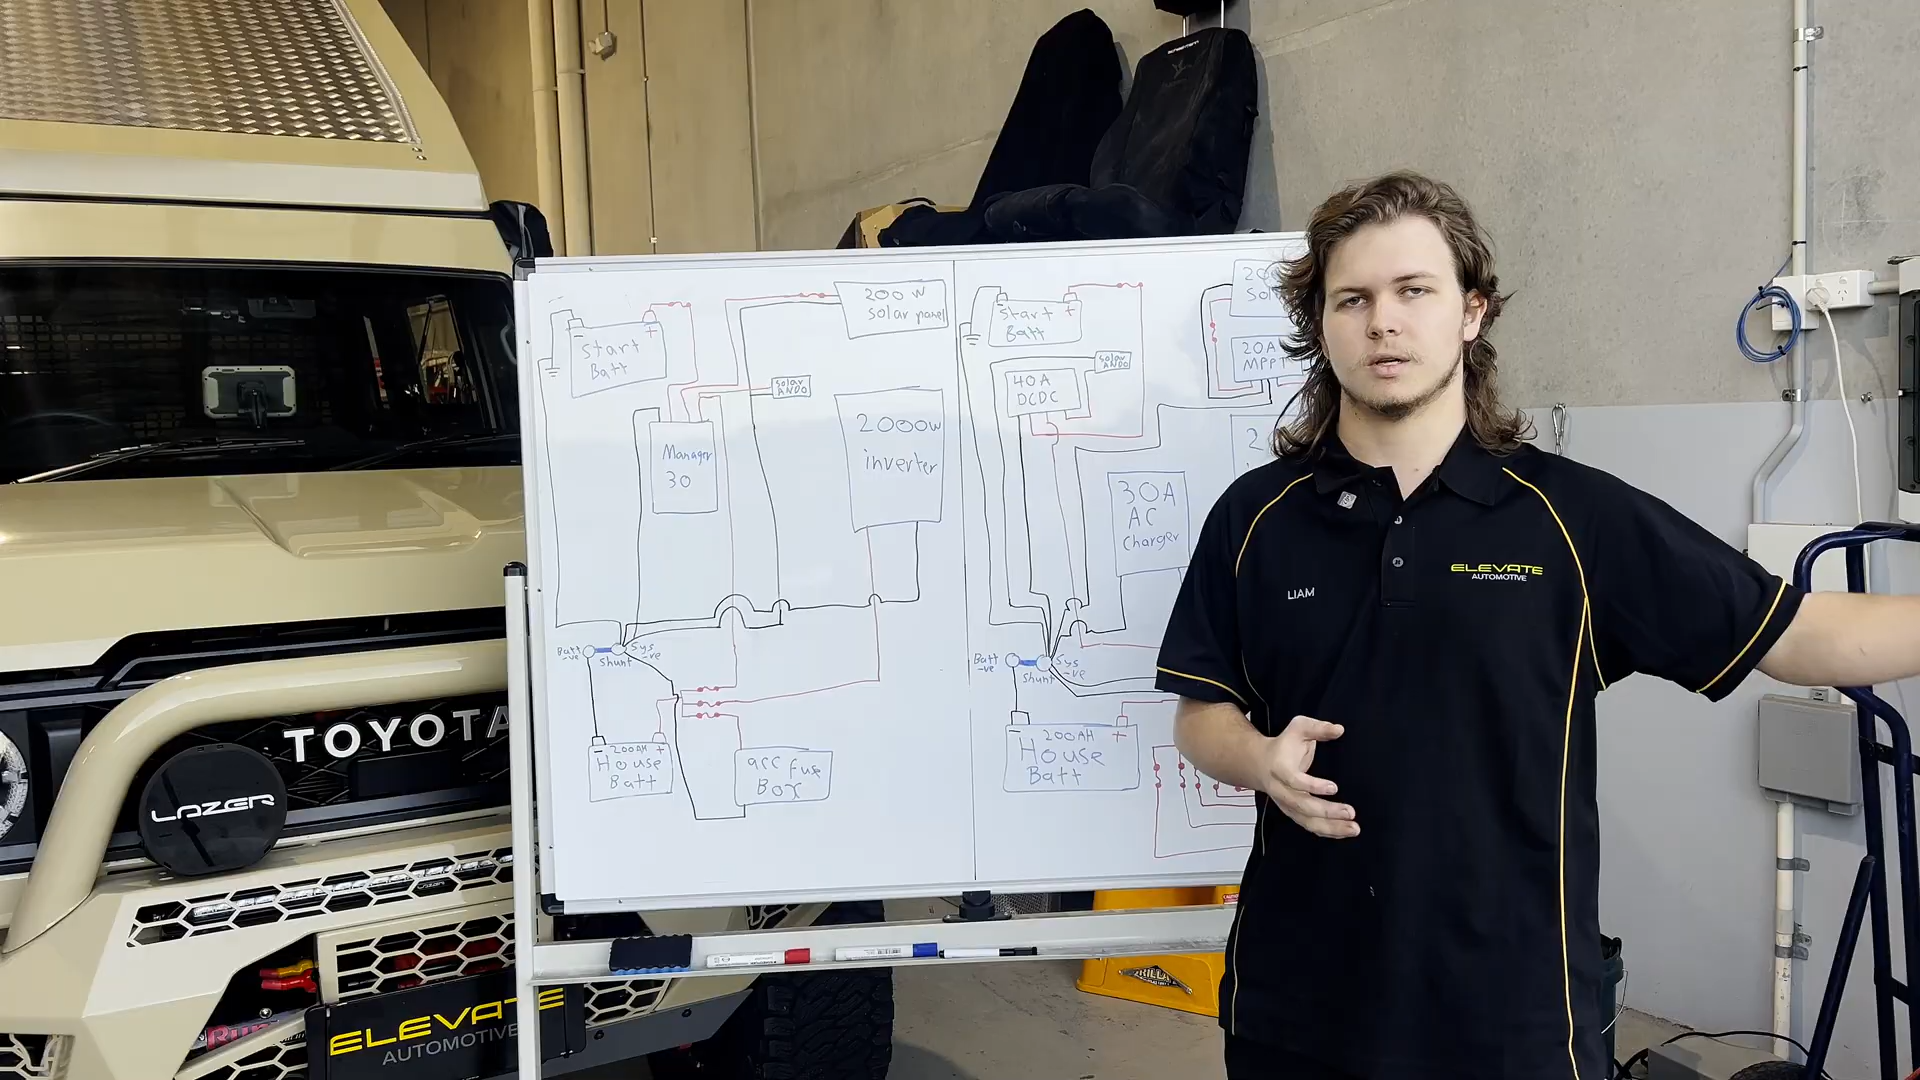 Start
Batt
200 W
solar panel
solar
ANDO
Manager
30
2000w
inverter
Batt
-ve
Shunt
Sys
-ve
200AH
House
Batt
acc fuse
Box
Start
Batt
40A
DCDC
solar
ANDO
20A
MPPT
30A
AC
Charger
Batt
-ve
Shunt
Sys
-ve
200AH
House
Batt
LIAM
ELEVATE
AUTOMOTIVE
TOYOTA
LAZER
LAZER
ELEVATE
AUTOMOTIVE